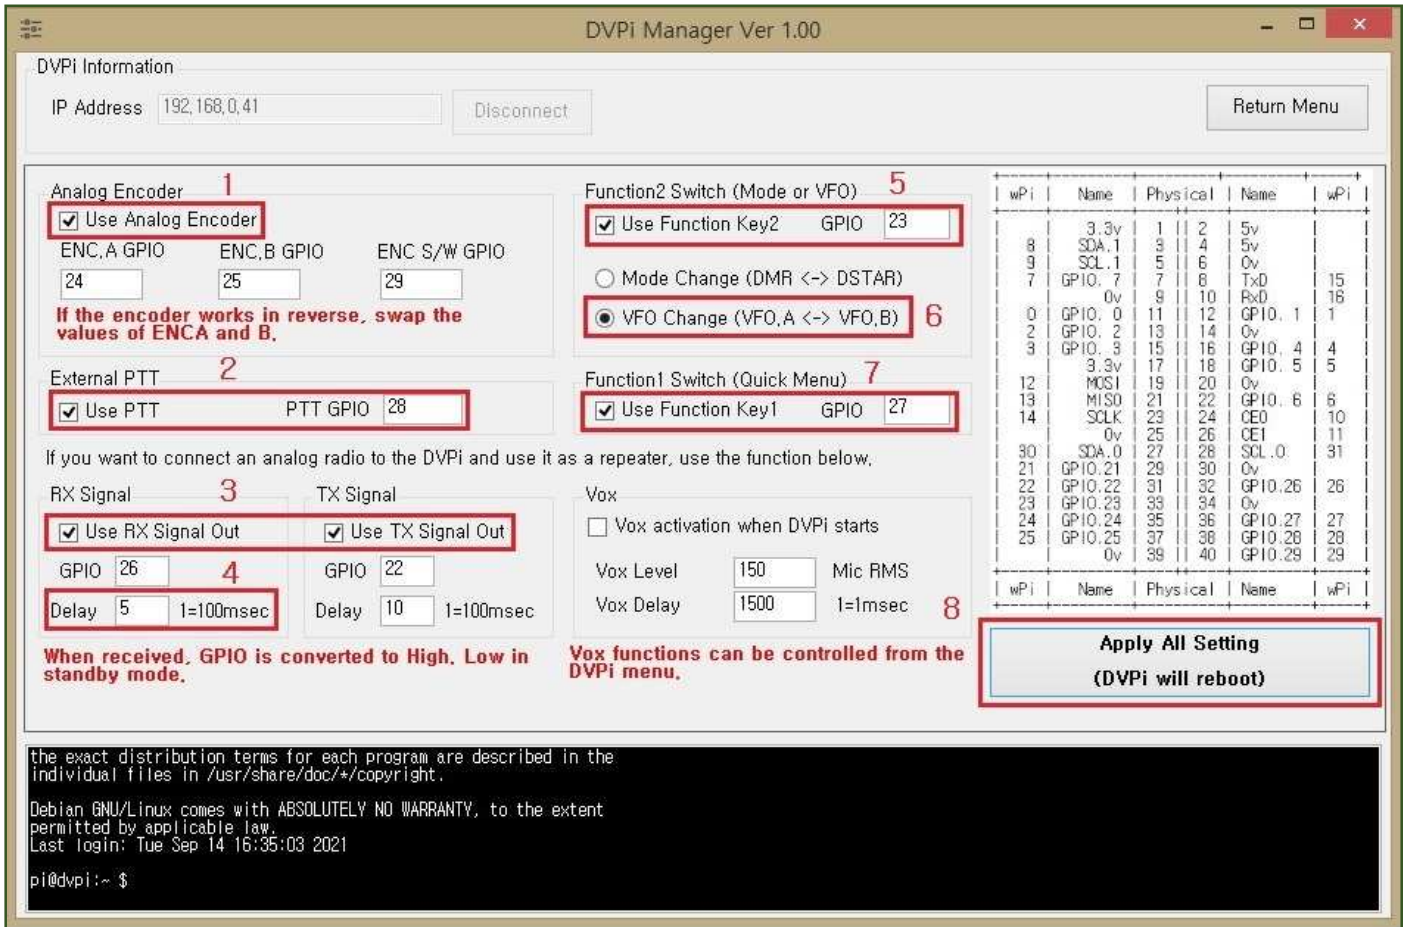 DVPi Manager Ver 1.00
DVPi Information
IP Address 192,168,0,41 Disconnect Return Menu
Analog Encoder 1
Use Analog Encoder
ENC,A GPIO ENC,B GPIO ENC S/W GPIO
24 25 29
If the encoder works in reverse, swap the
values of ENCA and B,
External PTT 2
Use PTT PTT GPIO 28
Function2 Switch (Mode or VFO) 5
Use Function Key2 GPIO 23
Mode Change (DMR <-> DSTAR)
VFO Change (VFO,A <-> VFO,B) 6
Function1 Switch (Quick Menu) 7
Use Function Key1 GPIO 27
If you want to connect an analog radio to the DVPi and use it as a repeater, use the function below,
RX Signal 3
Use RX Signal Out
GPIO 26 4
Delay 5 1=100msec
TX Signal
Use TX Signal Out
GPIO 22
Delay 10 1=100msec
When received, GPIO is converted to High, Low in
standby mode,
Vox
Vox activation when DVPi starts
Vox Level 150 Mic RMS
Vox Delay 1500 1=1msec 8
Vox functions can be controlled from the
DVPi menu,
+-----+---------+----------+---------+-----+
| wPi | Name | Physical | Name | wPi |
+-----+---------+----------+---------+-----+
| | 3.3v | 1 || 2 | 5v | |
| 8 | SDA.1 | 3 || 4 | 5v | |
| 9 | SCL.1 | 5 || 6 | 0v | |
| 7 | GPIO. 7 | 7 || 8 | TxD | 15 |
| | 0v | 9 || 10 | RxD | 16 |
| 0 | GPIO. 0 | 11 || 12 | GPIO. 1 | 1 |
| 2 | GPIO. 2 | 13 || 14 | 0v | |
| 3 | GPIO. 3 | 15 || 16 | GPIO. 4 | 4 |
| | 3.3v | 17 || 18 | GPIO. 5 | 5 |
| 12 | MOSI | 19 || 20 | 0v | |
| 13 | MISO | 21 || 22 | GPIO. 6 | 6 |
| 14 | SCLK | 23 || 24 | CE0 | 10 |
| | 0v | 25 || 26 | CE1 | 11 |
| 30 | SDA.0 | 27 || 28 | SCL.0 | 31 |
| 21 | GPIO.21 | 29 || 30 | 0v | |
| 22 | GPIO.22 | 31 || 32 | GPIO.26 | 26 |
| 23 | GPIO.23 | 33 || 34 | 0v | |
| 24 | GPIO.24 | 35 || 36 | GPIO.27 | 27 |
| 25 | GPIO.25 | 37 || 38 | GPIO.28 | 28 |
| | 0v | 39 || 40 | GPIO.29 | 29 |
+-----+---------+----------+---------+-----+
| wPi | Name | Physical | Name | wPi |
+-----+---------+----------+---------+-----+
Apply All Setting
(DVPi will reboot)
the exact distribution terms for each program are described in the
individual files in /usr/share/doc/*/copyright.
Debian GNU/Linux comes with ABSOLUTELY NO WARRANTY, to the extent
permitted by applicable law.
Last login: Tue Sep 14 16:35:03 2021
pi@dvpi:~ $